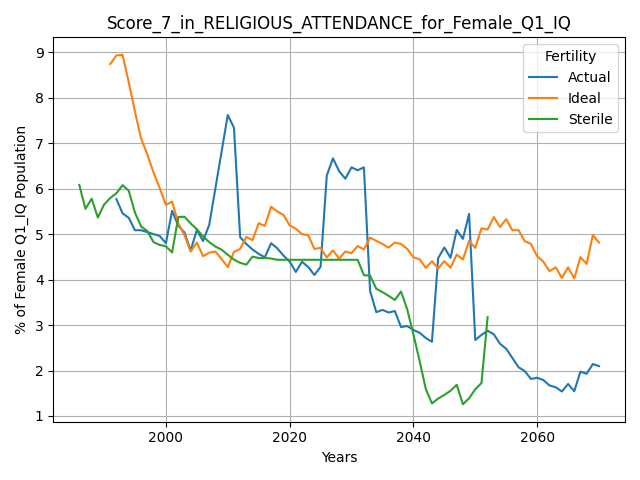 Score_7_in_RELIGIOUS_ATTENDANCE_for_Female_Q1_IQ
Fertility
Actual
Ideal
Sterile
% of Female Q1_IQ Population
9
8
7
6
5
4
3
2
1
2000 2020 2040 2060
Years